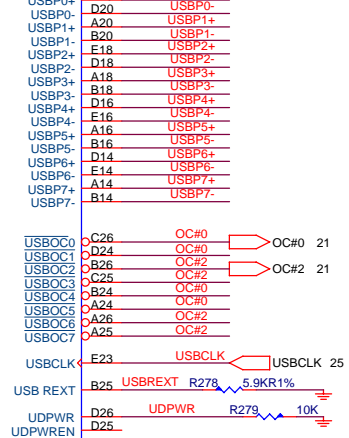 USBP0+
USBP0- D20 USBP0-
USBP1+ A20 USBP1+
USBP1- B20 USBP1-
USBP2+ E18 USBP2+
USBP2- D18 USBP2-
USBP3+ A18 USBP3+
USBP3- B18 USBP3-
USBP4+ D16 USBP4+
USBP4- E16 USBP4-
USBP5+ A16 USBP5+
USBP5- B16 USBP5-
USBP6+ D14 USBP6+
USBP6- E14 USBP6-
USBP7+ A14 USBP7+
USBP7- B14 USBP7-
USBOC0 C26 OC#0 OC#0 21
USBOC1 D24 OC#0
USBOC2 B26 OC#2 OC#2 21
USBOC3 C25 OC#2
USBOC4 B24 OC#0
USBOC5 A24 OC#0
USBOC6 A26 OC#2
USBOC7 A25 OC#2
USBCLK E23 USBCLK USBCLK 25
USB REXT B25 USBREXT R278 5.9KR1%
UDPWR D26 UDPWR R279 10K
UDPWREN D25